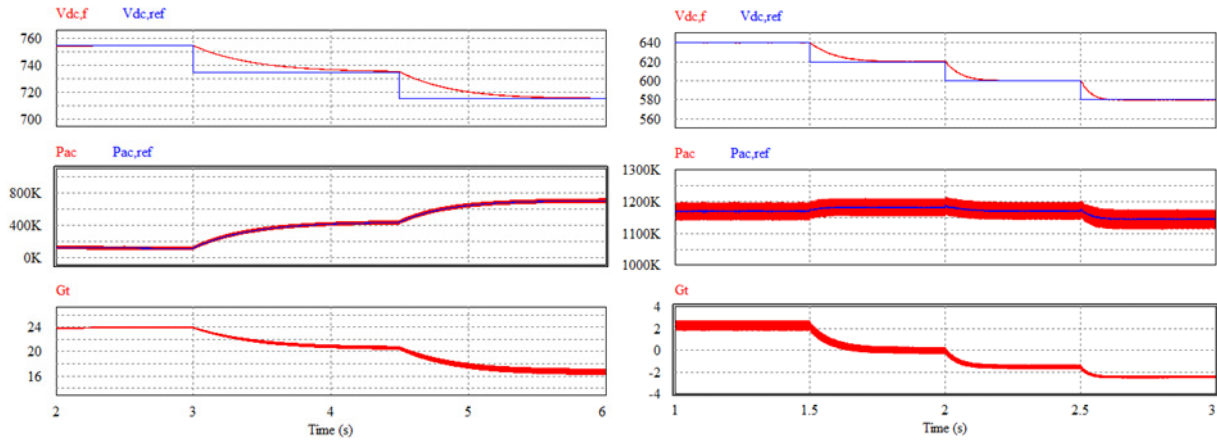 Vdc,f Vdc,ref
760
740
720
700
Pac Pac,ref
800K
400K
0K
Gt
24
20
16
2 3 4 5 6
Time (s)
Vdc,f Vdc,ref
640
620
600
580
560
Pac Pac,ref
1300K
1200K
1100K
1000K
Gt
4
2
0
-2
-4
1 1.5 2 2.5 3
Time (s)